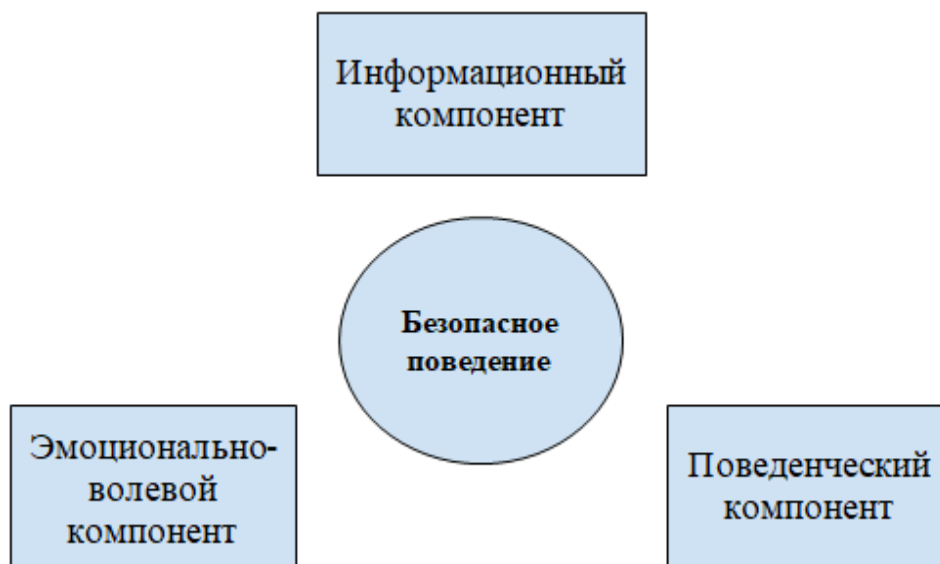 Информационный
компонент
Безопасное
поведение
Эмоционально-
волевой
компонент
Поведенческий
компонент